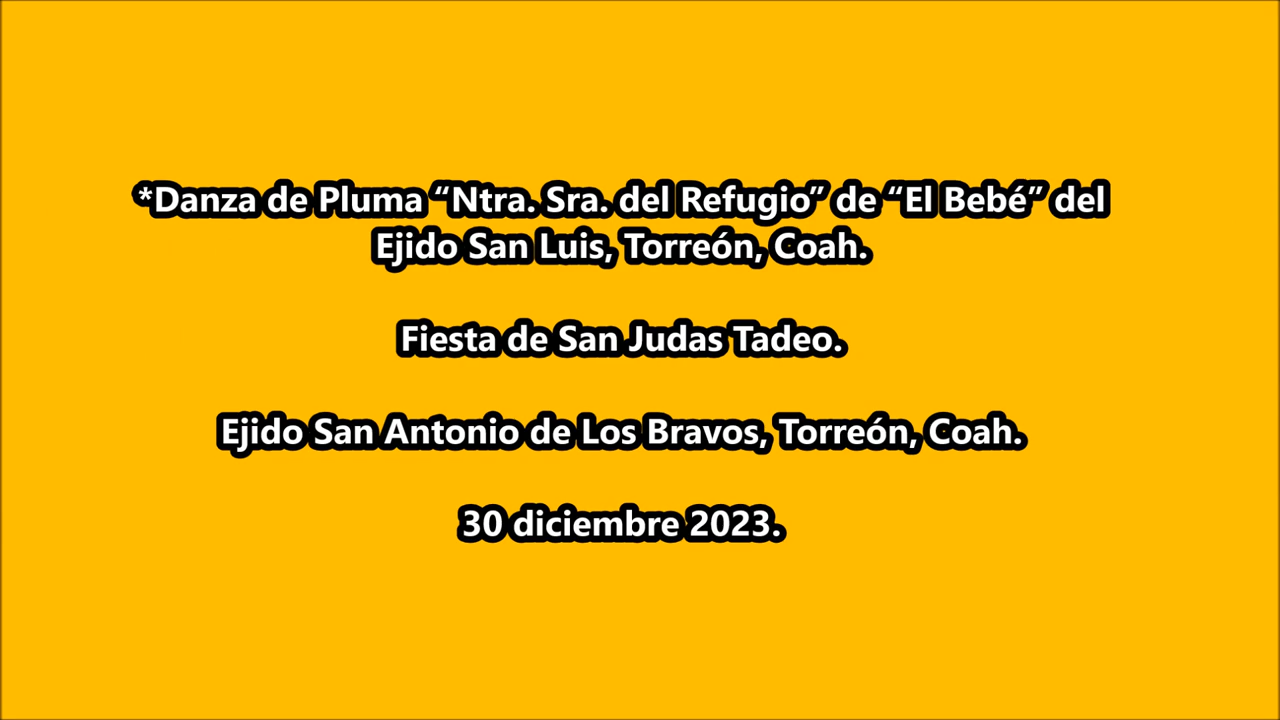 *Danza de Pluma “Ntra. Sra. del Refugio” de “El Bebé” del
Ejido San Luis, Torreón, Coah.
Fiesta de San Judas Tadeo.
Ejido San Antonio de Los Bravos, Torreón, Coah.
30 diciembre 2023.